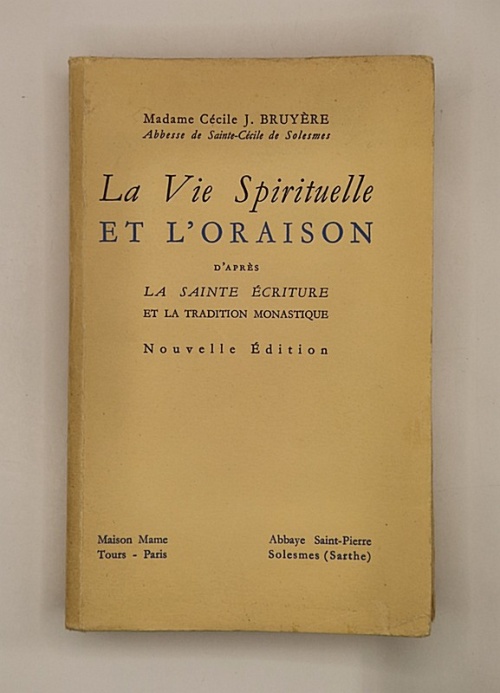 Madame Cécile J. BRUYÈRE
Abbesse de Sainte-Cécile de Solesmes
La Vie Spirituelle
ET L'ORAISON
D'APRÈS
LA SAINTE ÉCRITURE
ET LA TRADITION MONASTIQUE
Nouvelle Édition
Maison Mame
Tours - Paris
Abbaye Saint-Pierre
Solesmes (Sarthe)